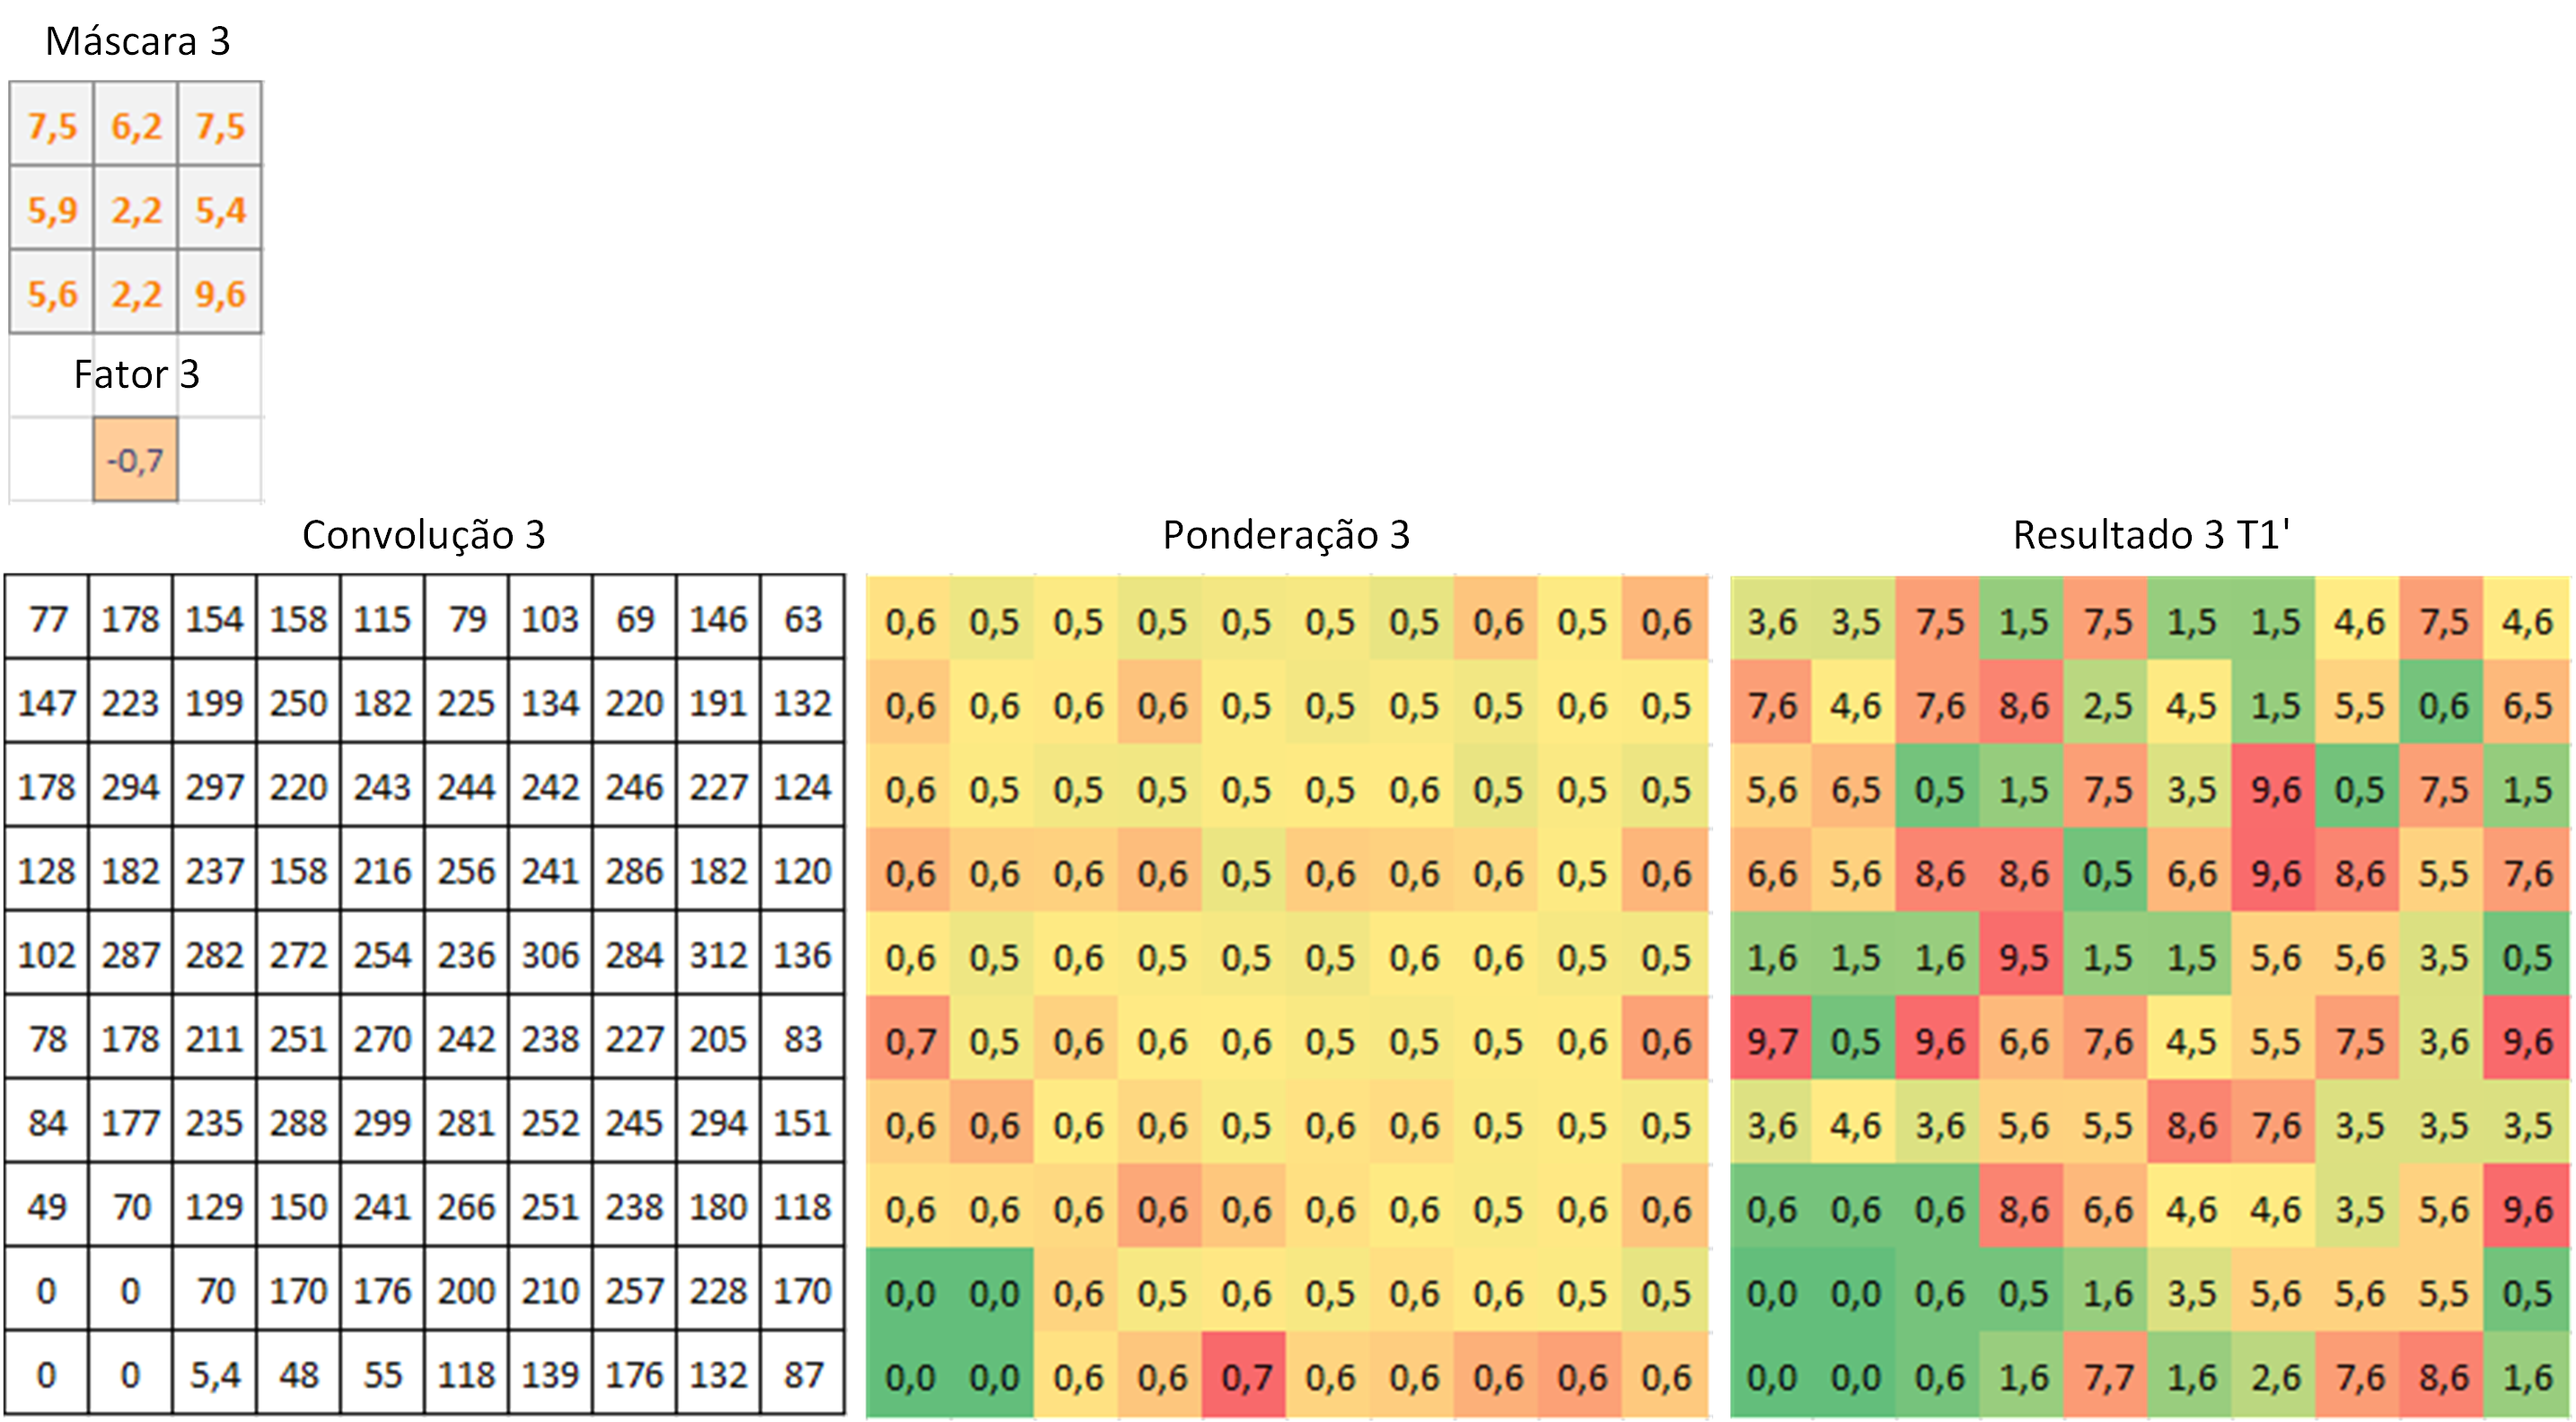 Máscara 3
7,5 6,2 7,5
5,9 2,2 5,4
5,6 2,2 9,6
Fator 3
-0,7
Convolução 3 Ponderação 3 Resultado 3 T1'
77 178 154 158 115 79 103 69 146 63 0,6 0,5 0,5 0,5 0,5 0,5 0,5 0,6 0,5 0,6 3,6 3,5 7,5 1,5 7,5 1,5 1,5 4,6 7,5 4,6
147 223 199 250 182 225 134 220 191 132 0,6 0,6 0,6 0,6 0,5 0,5 0,5 0,5 0,6 0,5 7,6 4,6 7,6 8,6 2,5 4,5 1,5 5,5 0,6 6,5
178 294 297 220 243 244 242 246 227 124 0,6 0,5 0,5 0,5 0,5 0,5 0,6 0,5 0,5 0,5 5,6 6,5 0,5 1,5 7,5 3,5 9,6 0,5 7,5 1,5
128 182 237 158 216 256 241 286 182 120 0,6 0,6 0,6 0,6 0,5 0,6 0,6 0,6 0,5 0,6 6,6 5,6 8,6 8,6 0,5 6,6 9,6 8,6 5,5 7,6
102 287 282 272 254 236 306 284 312 136 0,6 0,5 0,6 0,5 0,5 0,5 0,6 0,6 0,5 0,5 1,6 1,5 1,6 9,5 1,5 1,5 5,6 5,6 3,5 0,5
78 178 211 251 270 242 238 227 205 83 0,7 0,5 0,6 0,6 0,6 0,5 0,5 0,5 0,6 0,6 9,7 0,5 9,6 6,6 7,6 4,5 5,5 7,5 3,6 9,6
84 177 235 288 299 281 252 245 294 151 0,6 0,6 0,6 0,6 0,5 0,6 0,6 0,5 0,5 0,5 3,6 4,6 3,6 5,6 5,5 8,6 7,6 3,5 3,5 3,5
49 70 129 150 241 266 251 238 180 118 0,6 0,6 0,6 0,6 0,6 0,6 0,6 0,5 0,6 0,6 0,6 0,6 0,6 8,6 6,6 4,6 4,6 3,5 5,6 9,6
0 0 70 170 176 200 210 257 228 170 0,0 0,0 0,6 0,5 0,6 0,5 0,6 0,6 0,5 0,5 0,0 0,0 0,6 0,5 1,6 3,5 5,6 5,6 5,5 0,5
0 0 5,4 48 55 118 139 176 132 87 0,0 0,0 0,6 0,6 0,7 0,6 0,6 0,6 0,6 0,6 0,0 0,0 0,6 1,6 7,7 1,6 2,6 7,6 8,6 1,6